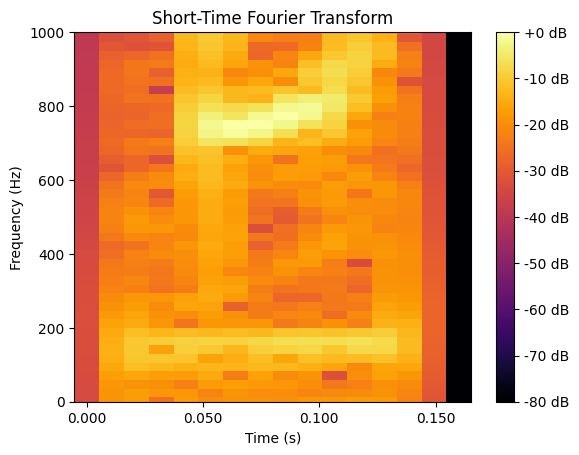 Short-Time Fourier Transform
Frequency (Hz)
1000
800
600
400
200
0
0.000
0.050
0.100
0.150
Time (s)
+0 dB
-10 dB
-20 dB
-30 dB
-40 dB
-50 dB
-60 dB
-70 dB
-80 dB